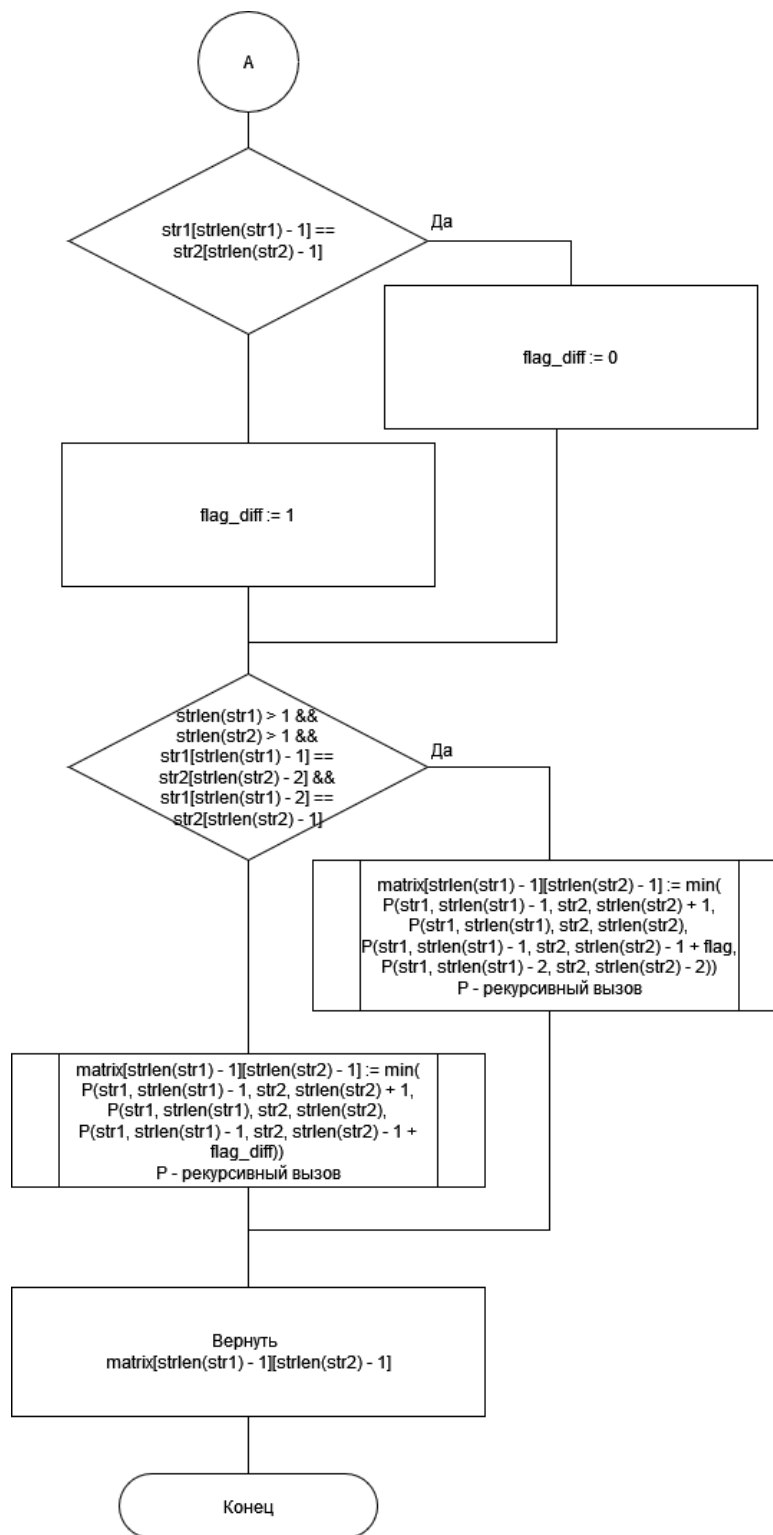 A
str1[strlen(str1) - 1] ==
str2[strlen(str2) - 1]
Да
flag_diff := 0
flag_diff := 1
strlen(str1) > 1 &&
strlen(str2) > 1 &&
str1[strlen(str1) - 1] ==
str2[strlen(str2) - 2] &&
str1[strlen(str1) - 2] ==
str2[strlen(str2) - 1]
Да
matrix[strlen(str1) - 1][strlen(str2) - 1] := min(
P(str1, strlen(str1) - 1, str2, strlen(str2) + 1,
P(str1, strlen(str1), str2, strlen(str2),
P(str1, strlen(str1) - 1, str2, strlen(str2) - 1 + flag,
P(str1, strlen(str1) - 2, str2, strlen(str2) - 2))
P - рекурсивный вызов
matrix[strlen(str1) - 1][strlen(str2) - 1] := min(
P(str1, strlen(str1) - 1, str2, strlen(str2) + 1,
P(str1, strlen(str1), str2, strlen(str2),
P(str1, strlen(str1) - 1, str2, strlen(str2) - 1 +
flag_diff))
P - рекурсивный вызов
Вернуть
matrix[strlen(str1) - 1][strlen(str2) - 1]
Конец